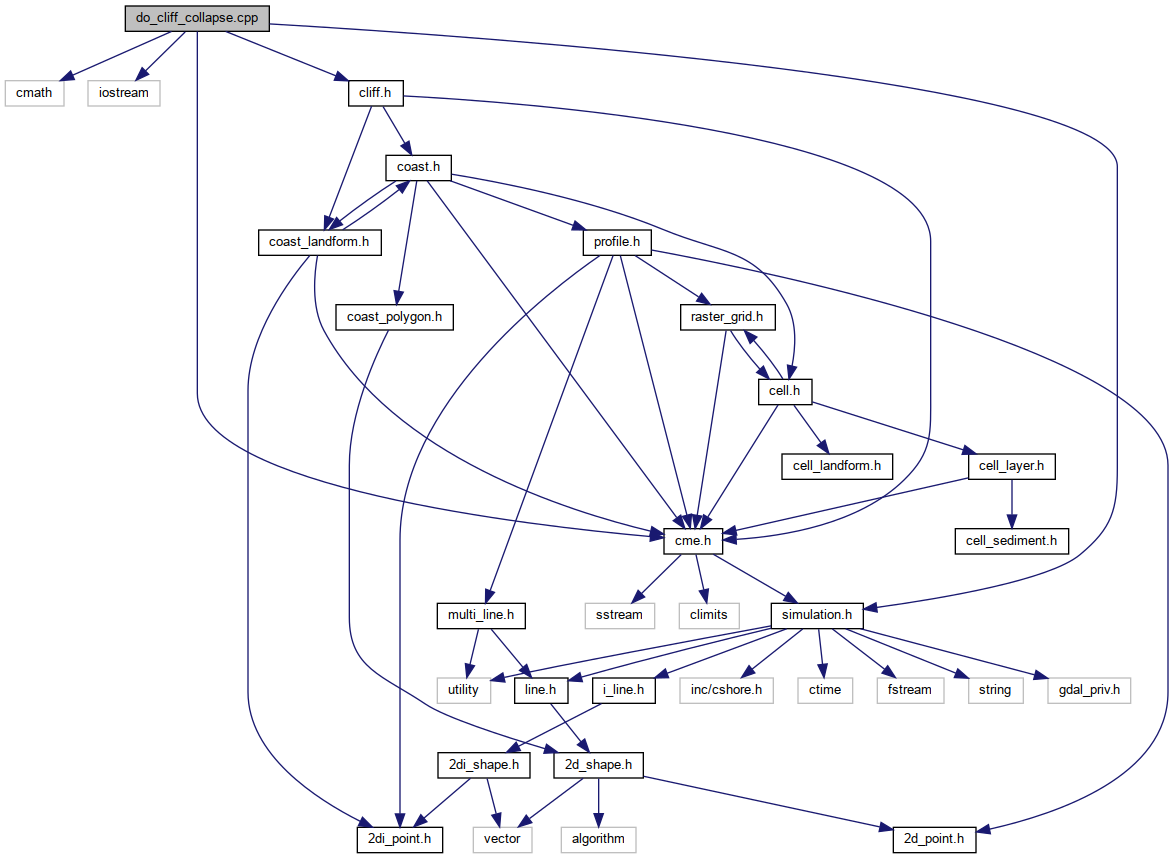 do_cliff_collapse.cpp
cmath
iostream
cliff.h
coast.h
coast_landform.h
profile.h
coast_polygon.h
raster_grid.h
cell.h
cell_landform.h
cell_layer.h
cme.h
cell_sediment.h
multi_line.h
sstream
climits
simulation.h
utility
line.h
i_line.h
inc/cshore.h
ctime
fstream
string
gdal_priv.h
2di_shape.h
2d_shape.h
2di_point.h
vector
algorithm
2d_point.h